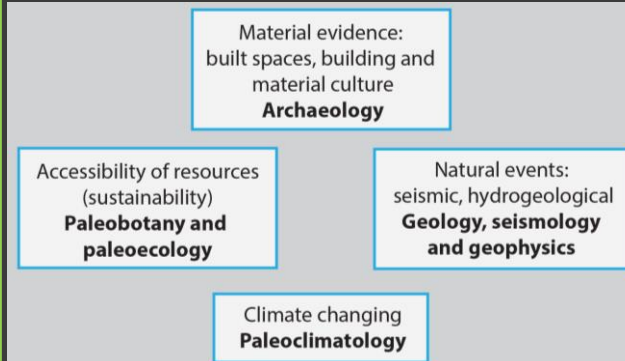 Material evidence:
built spaces, building and
material culture
Archaeology
Accessibility of resources
(sustainability)
Paleobotany and
paleoecology
Natural events:
seismic, hydrogeological
Geology, seismology
and geophysics
Climate changing
Paleoclimatology